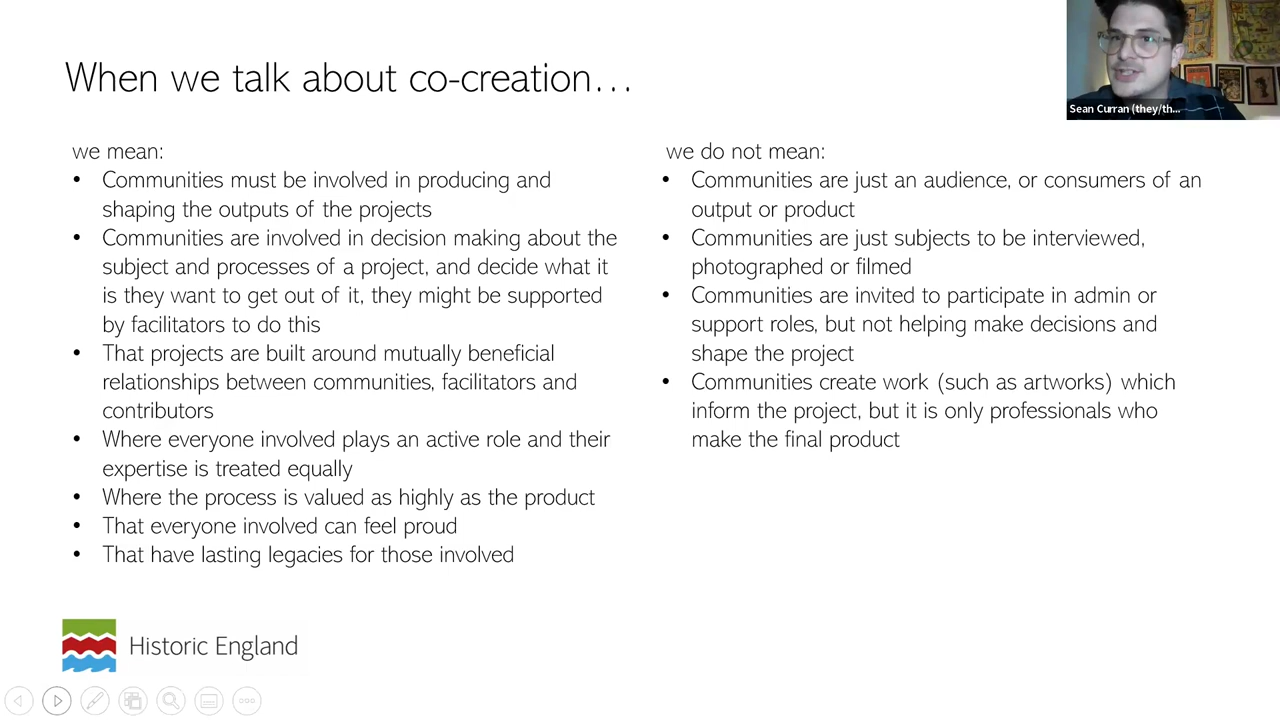 When we talk about co-creation...
Sean Curran (they/th...
we mean:
• Communities must be involved in producing and
shaping the outputs of the projects
• Communities are involved in decision making about the
subject and processes of a project, and decide what it
is they want to get out of it, they might be supported
by facilitators to do this
• That projects are built around mutually beneficial
relationships between communities, facilitators and
contributors
• Where everyone involved plays an active role and their
expertise is treated equally
• Where the process is valued as highly as the product
• That everyone involved can feel proud
• That have lasting legacies for those involved
we do not mean:
• Communities are just an audience, or consumers of an
output or product
• Communities are just subjects to be interviewed,
photographed or filmed
• Communities are invited to participate in admin or
support roles, but not helping make decisions and
shape the project
• Communities create work (such as artworks) which
inform the project, but it is only professionals who
make the final product
Historic England